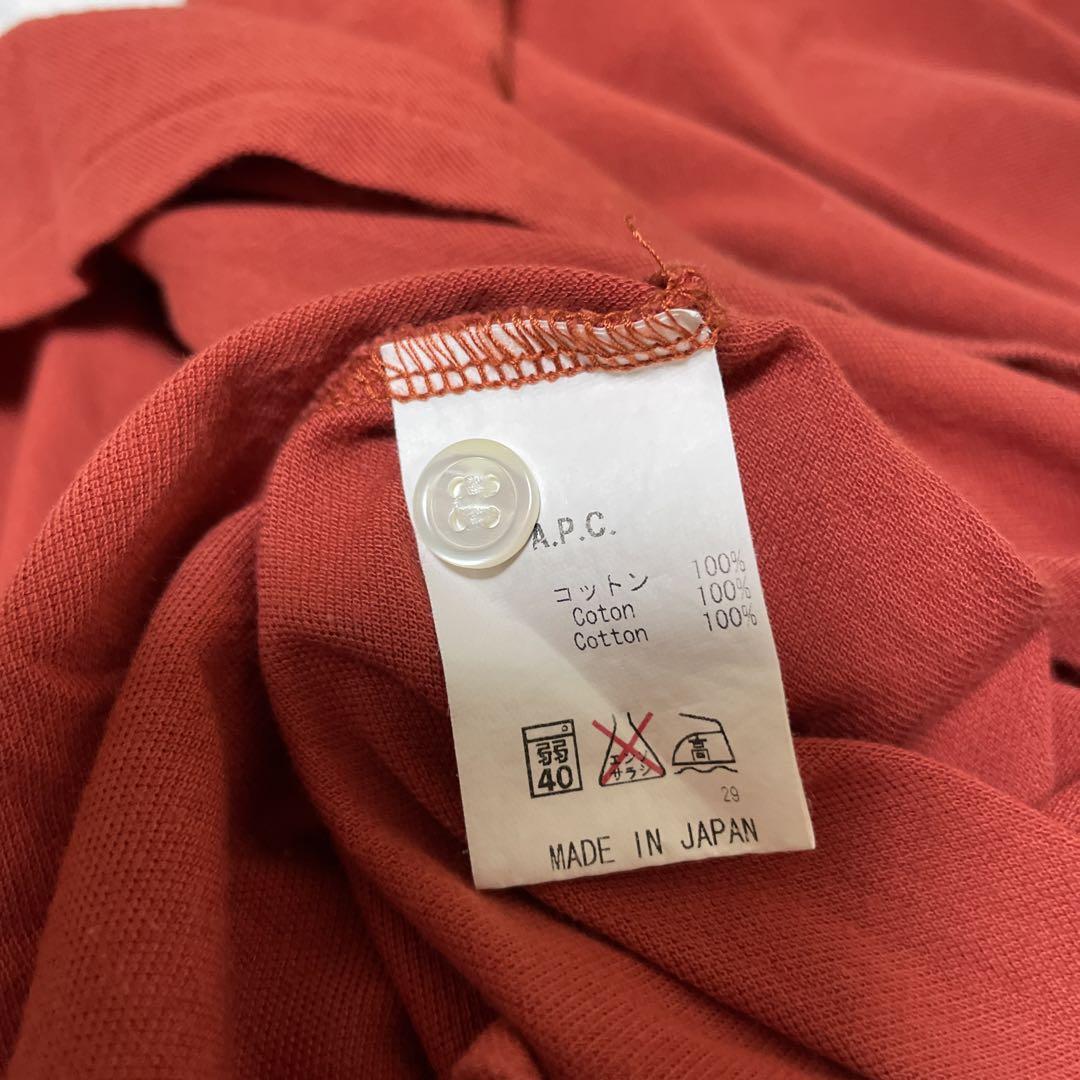 A.P.C.
コットン 100%
Coton 100%
Cotton 100%
弱 エンソ 高
40 サラシ
29
MADE IN JAPAN